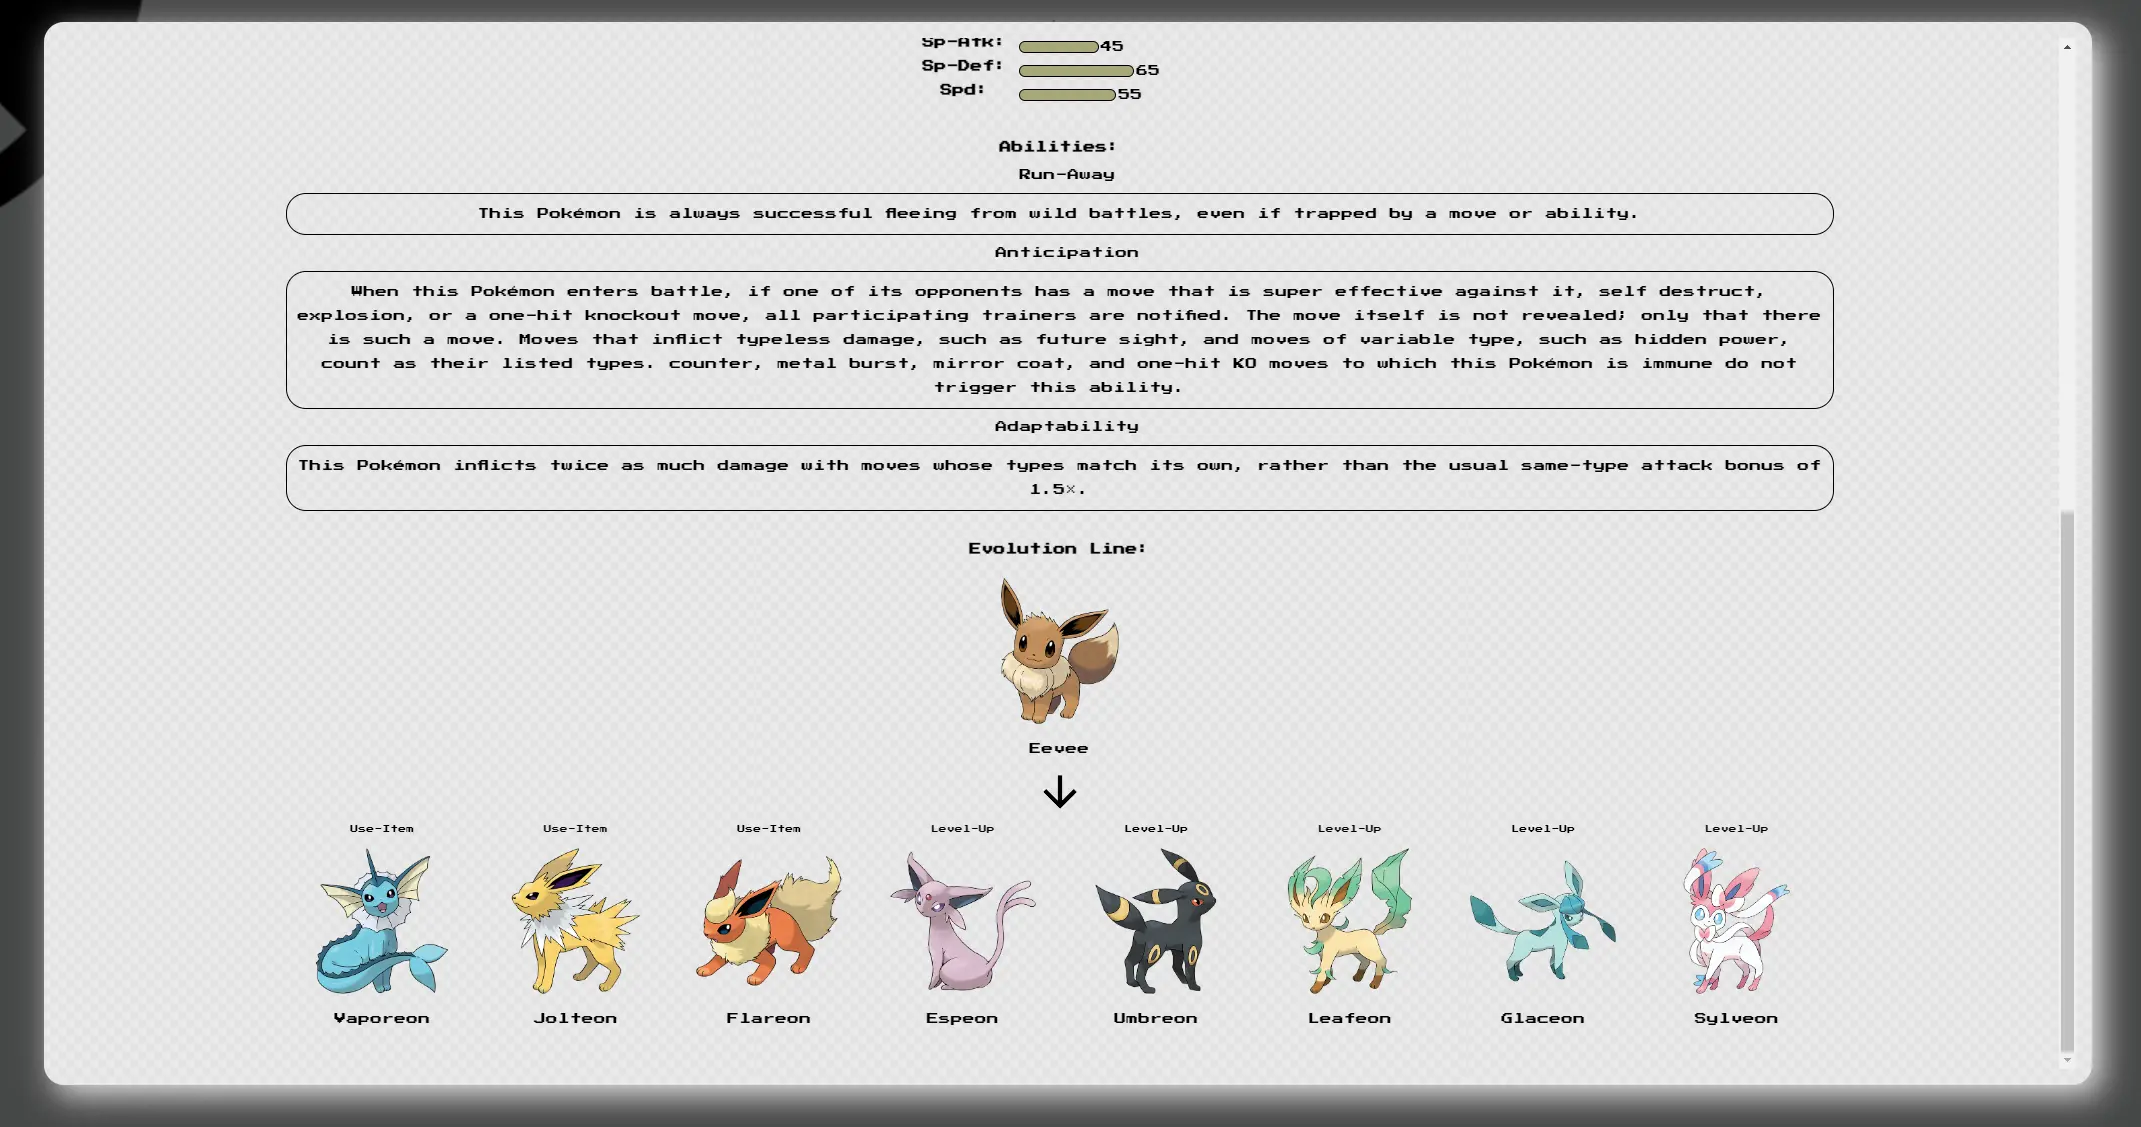 Sp-Atk: 45
Sp-Def: 65
Spd: 55
Abilities:
Run-Away
This Pokémon is always successful fleeing from wild battles, even if trapped by a move or ability.
Anticipation
When this Pokémon enters battle, if one of its opponents has a move that is super effective against it, self destruct,
explosion, or a one-hit knockout move, all participating trainers are notified. The move itself is not revealed; only that there
is such a move. Moves that inflict typeless damage, such as future sight, and moves of variable type, such as hidden power,
count as their listed types. counter, metal burst, mirror coat, and one-hit KO moves to which this Pokémon is immune do not
trigger this ability.
Adaptability
This Pokémon inflicts twice as much damage with moves whose types match its own, rather than the usual same-type attack bonus of
1.5×.
Evolution Line:
Eevee
Use-Item Use-Item Use-Item Level-Up Level-Up Level-Up Level-Up Level-Up
Vaporeon Jolteon Flareon Espeon Umbreon Leafeon Glaceon Sylveon